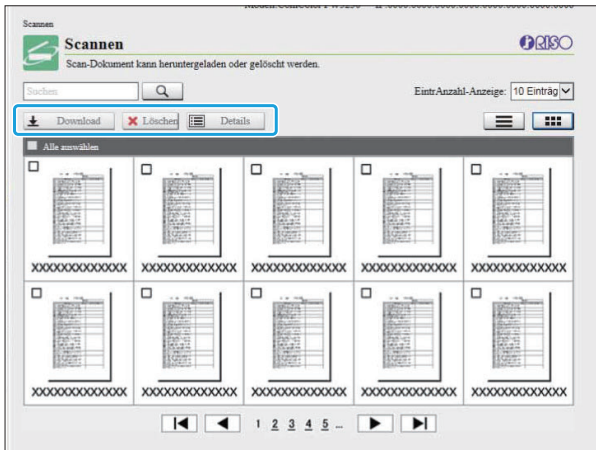 Scannen
Scannen
RISO
Scan-Dokument kann heruntergeladen oder gelöscht werden.
Suchen
EintrAnzahl-Anzeige: 10 Einträg
Download Löschen Details
Alle auswählen
XXXXXXXXXXXXX XXXXXXXXXXXXX XXXXXXXXXXXXX XXXXXXXXXXXXX XXXXXXXXXXXXX
XXXXXXXXXXXXX XXXXXXXXXXXXX XXXXXXXXXXXXX XXXXXXXXXXXXX XXXXXXXXXXXXX
1 2 3 4 5 ...